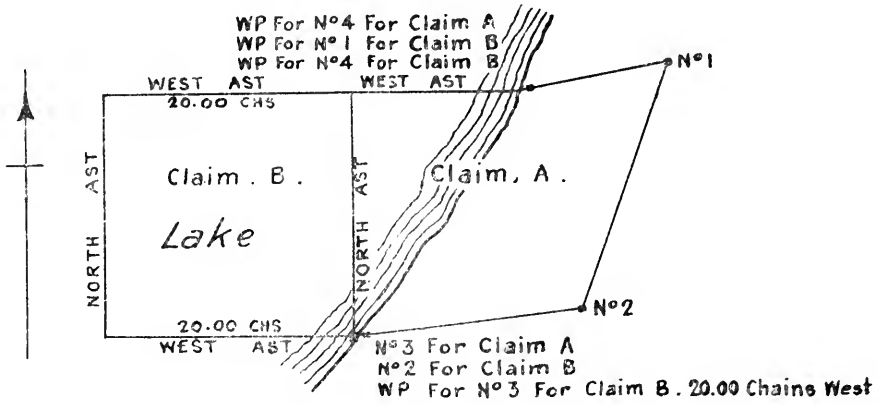 WP For Nº4 For Claim A
WP For Nº1 For Claim B
WP For Nº4 For Claim B
Nº1
WEST AST
WEST AST
20.00 CHS
NORTH AST
Claim . B .
NORTH AST
Claim, A .
Lake
Nº2
20.00 CHS
WEST AST
Nº3 For Claim A
Nº2 For Claim B
WP For Nº3 For Claim B . 20.00 Chains West